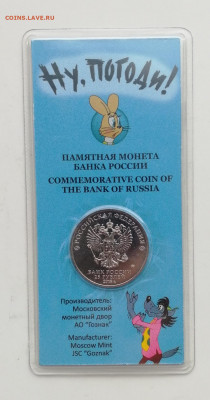 COINS.LAVE.RU
Ну, погоди!
ПАМЯТНАЯ МОНЕТА
БАНКА РОССИИ
COMMEMORATIVE COIN OF
THE BANK OF RUSSIA
РОССИЙСКАЯ ФЕДЕРАЦИЯ
БАНК РОССИИ
25 РУБЛЕЙ
Производитель:
Московский
монетный двор
АО "Гознак"
Manufacturer:
Moscow Mint
JSC "Goznak"